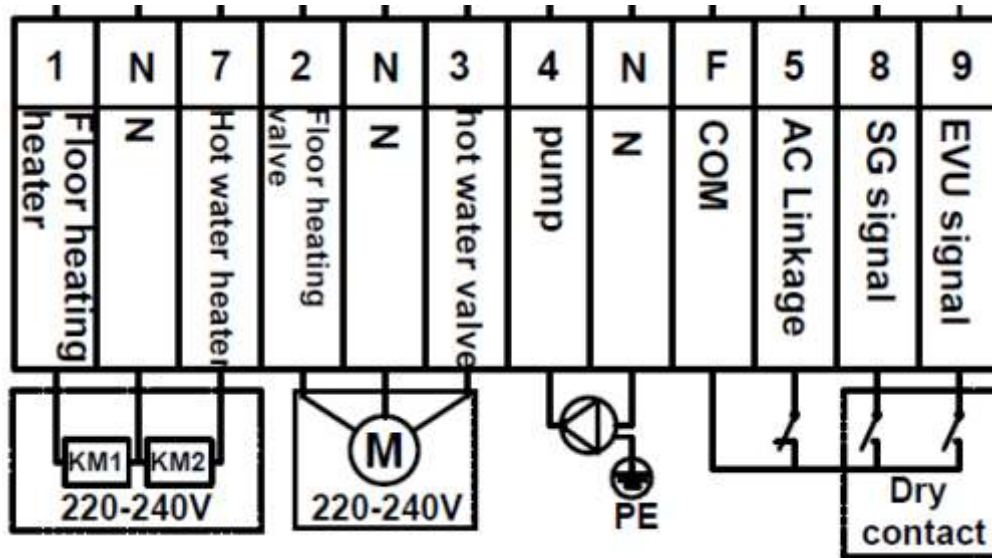 1 N 7 2 N 3 4 N F 5 8 9
Floor heating
heater
N
Hot water heater
Floor heating
valve
N
hot water valve
pump
N
COM
AC Linkage
SG signal
EVU signal
KM1 KM2
220-240V
M
220-240V
PE
Dry
contact